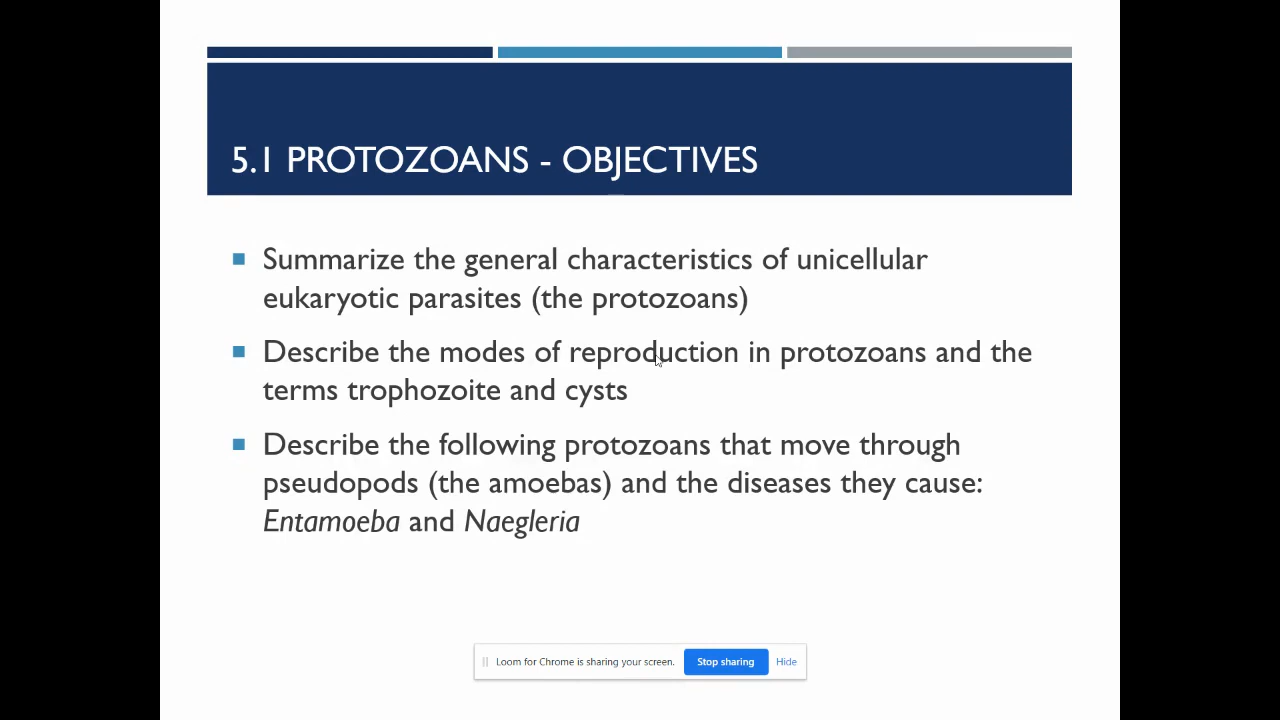 5.1 PROTOZOANS - OBJECTIVES
Summarize the general characteristics of unicellular
eukaryotic parasites (the protozoans)
Describe the modes of reproduction in protozoans and the
terms trophozoite and cysts
Describe the following protozoans that move through
pseudopods (the amoebas) and the diseases they cause:
Entamoeba and Naegleria
Loom for Chrome is sharing your screen. Stop sharing Hide